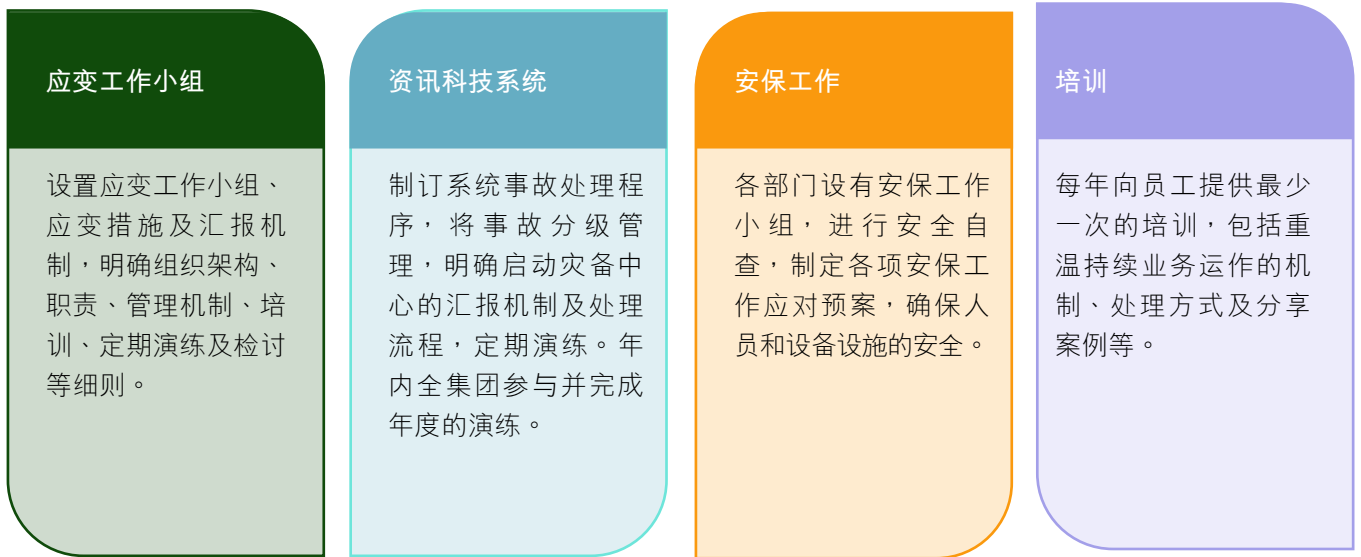 应变工作小组
设置应变工作小组、
应变措施及汇报机
制，明确组织架构、
职责、管理机制、培
训、定期演练及检讨
等细则。
资讯科技系统
制订系统事故处理程
序，将事故分级管
理，明确启动灾备中
心的汇报机制及处理
流程，定期演练。年
内全集团参与并完成
年度的演练。
安保工作
各部门设有安保工作
小组，进行安全自
查，制定各项安保工
作应对预案，确保人
员和设备设施的安全。
培训
每年向员工提供最少
一次的培训，包括重
温持续业务运作的机
制、处理方式及分享
案例等。